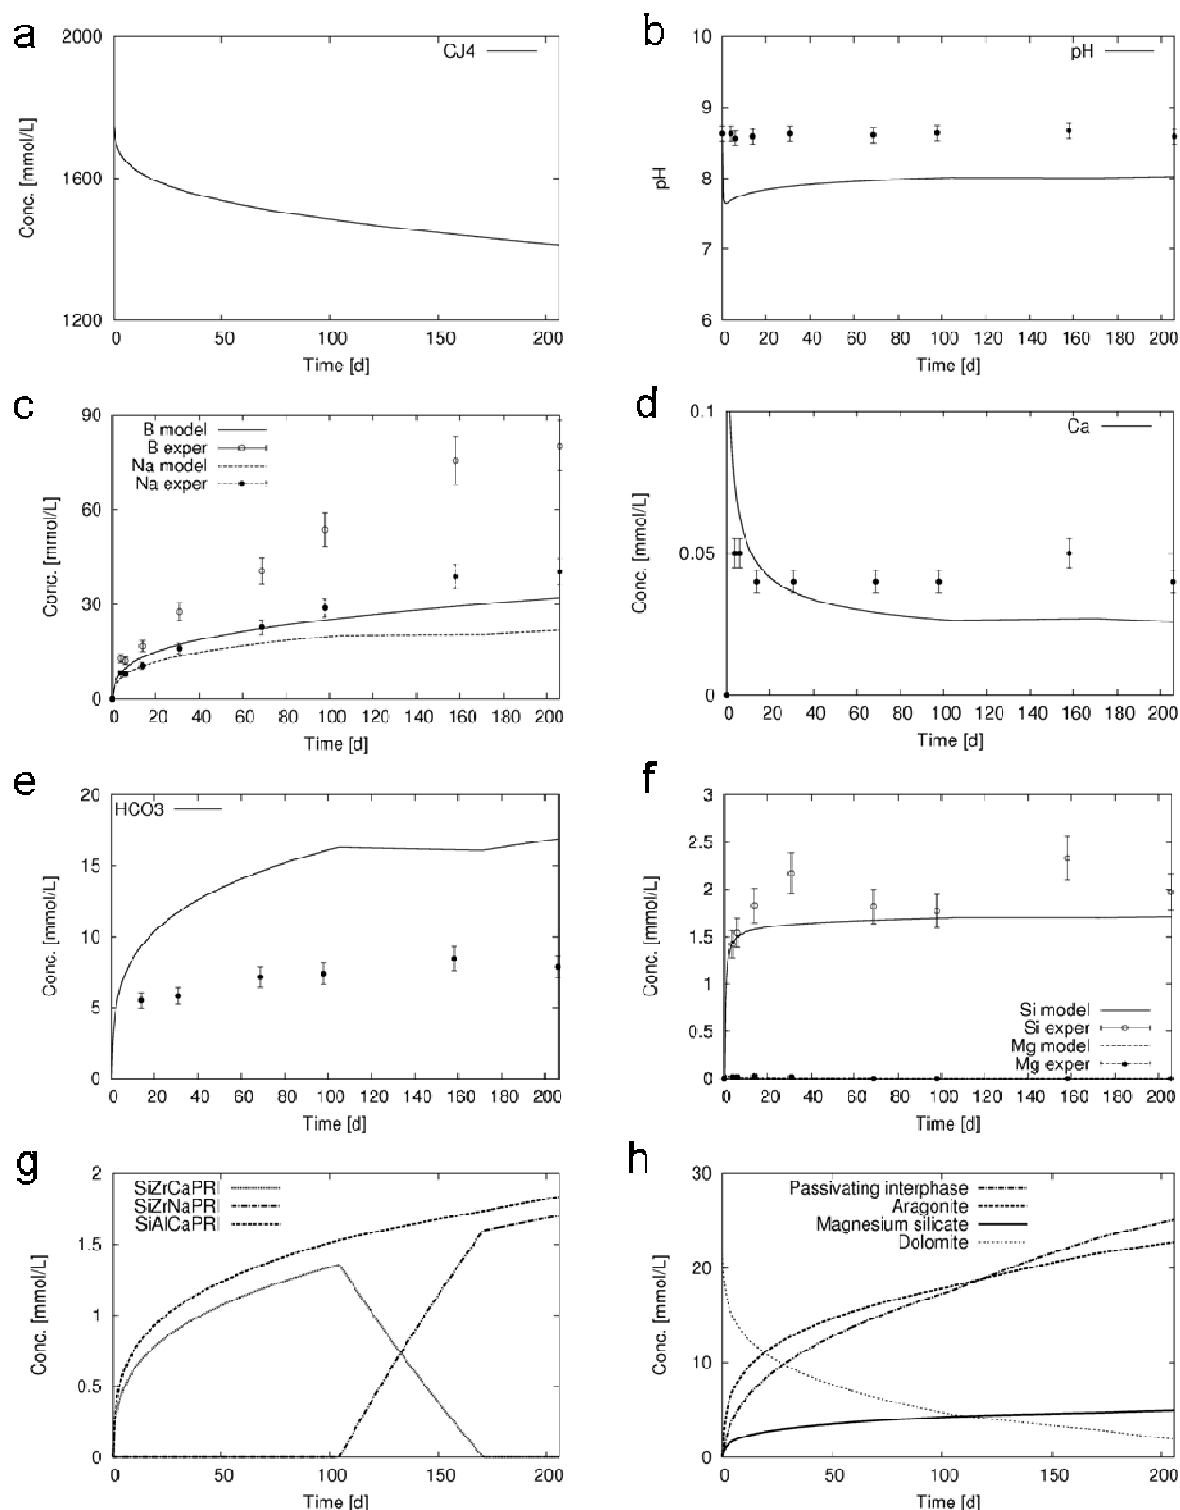 a
2000
1600
1200
Conc. [mmol/L]
CJ4
0 50 100 150 200
Time [d]
b
10
9
8
7
6
pH
pH
0 20 40 60 80 100 120 140 160 180 200
Time [d]
c
90
60
30
0
Conc. [mmol/L]
B model
B exper
Na model
Na exper
0 20 40 60 80 100 120 140 160 180 200
Time [d]
d
0.1
0.05
0
Conc. [mmol/L]
Ca
0 20 40 60 80 100 120 140 160 180 200
Time [d]
e
20
15
10
5
0
Conc. [mmol/L]
HCO3
0 20 40 60 80 100 120 140 160 180 200
Time [d]
f
3
2.5
2
1.5
1
0.5
0
Conc. [mmol/L]
Si model
Si exper
Mg model
Mg exper
0 20 40 60 80 100 120 140 160 180 200
Time [d]
g
2
1.5
1
0.5
0
Conc. [mmol/L]
SiZrCaPRI
SiZrNaPRI
SiAlCaPRI
0 50 100 150 200
Time [d]
h
30
20
10
0
Conc. [mmol/L]
Passivating interphase
Aragonite
Magnesium silicate
Dolomite
0 20 40 60 80 100 120 140 160 180 200
Time [d]